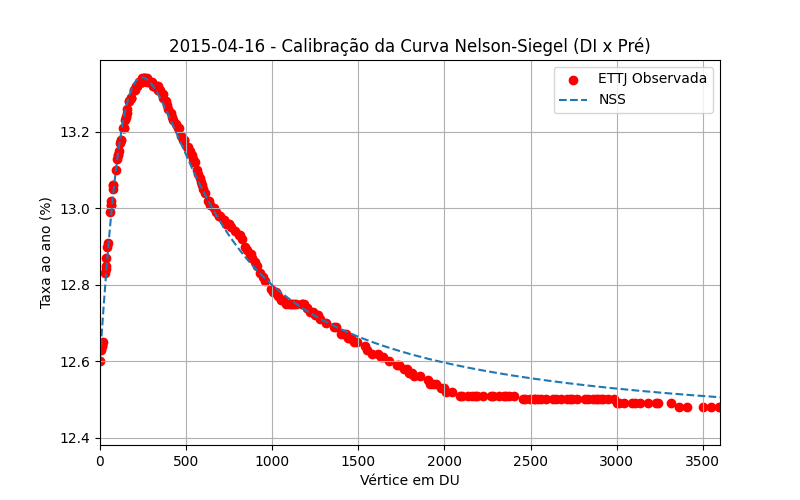 2015-04-16 - Calibração da Curva Nelson-Siegel (DI x Pré)
ETTJ Observada
NSS
Taxa ao ano (%)
13.2
13.0
12.8
12.6
12.4
0 500 1000 1500 2000 2500 3000 3500
Vértice em DU